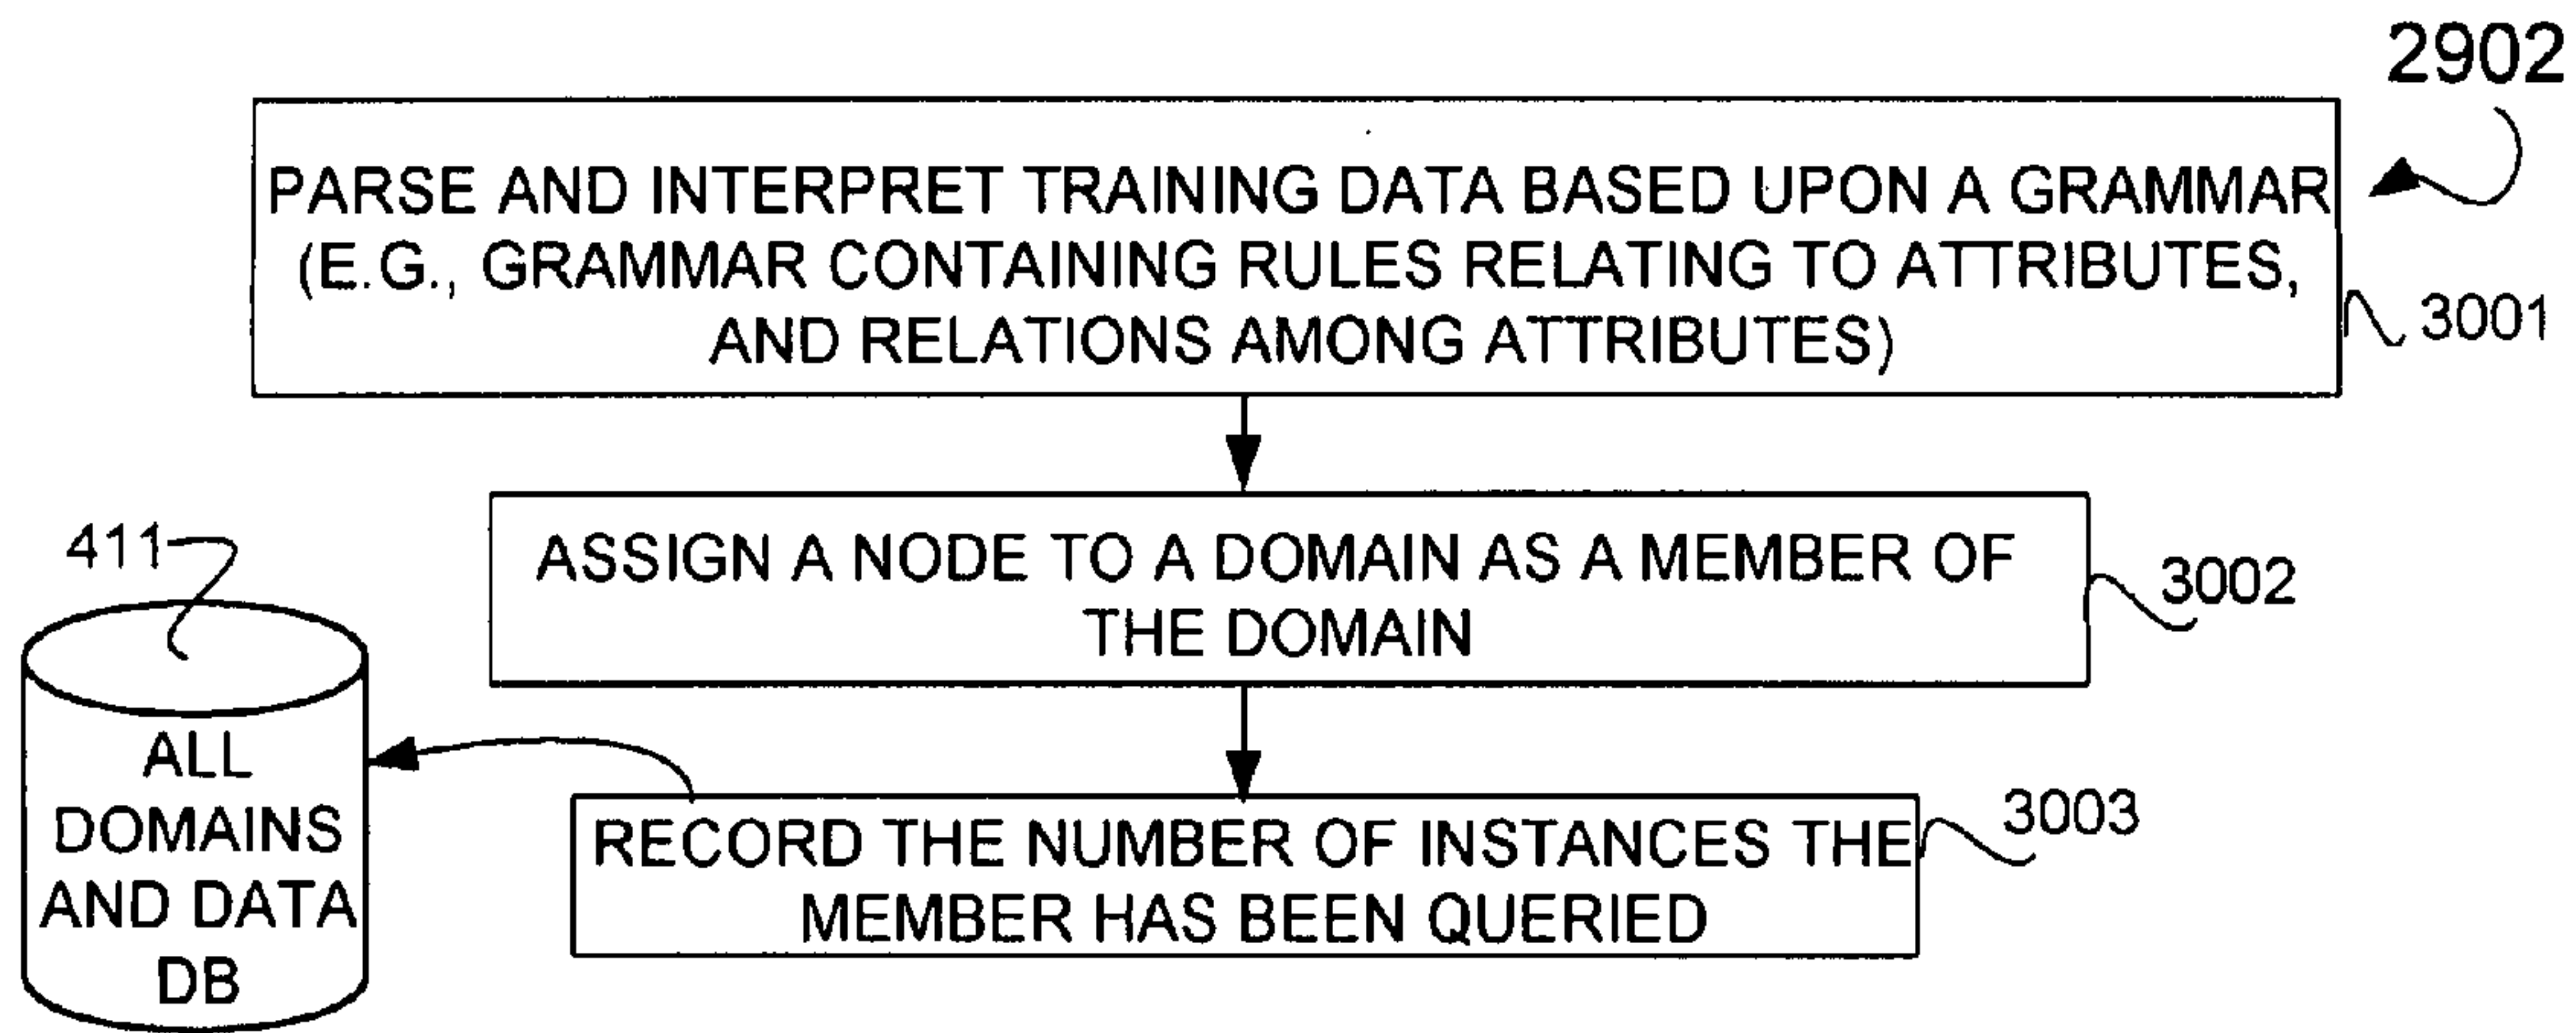 2902
PARSE AND INTERPRET TRAINING DATA BASED UPON A GRAMMAR
(E.G., GRAMMAR CONTAINING RULES RELATING TO ATTRIBUTES,
AND RELATIONS AMONG ATTRIBUTES)
3001
ASSIGN A NODE TO A DOMAIN AS A MEMBER OF
THE DOMAIN
3002
411
ALL
DOMAINS
AND DATA
DB
RECORD THE NUMBER OF INSTANCES THE
MEMBER HAS BEEN QUERIED
3003